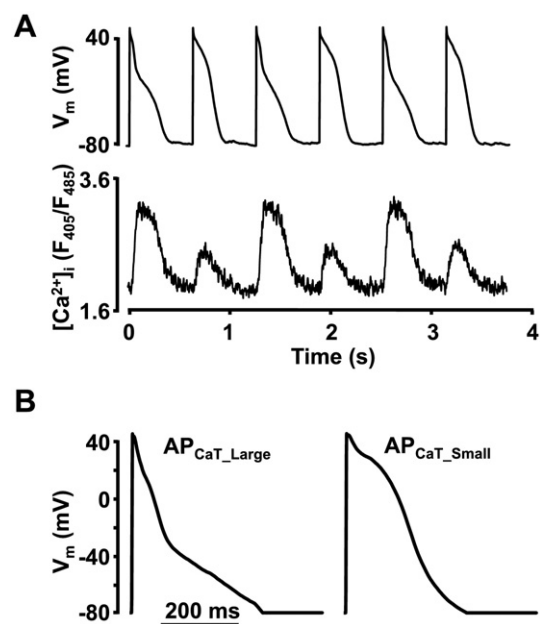 A
40
-80
Vm (mV)
3.6
1.6
[Ca2+]i (F405/F485)
0 1 2 3 4
Time (s)
B
APCaT_Large APCaT_Small
40
0
-40
-80
Vm (mV)
200 ms